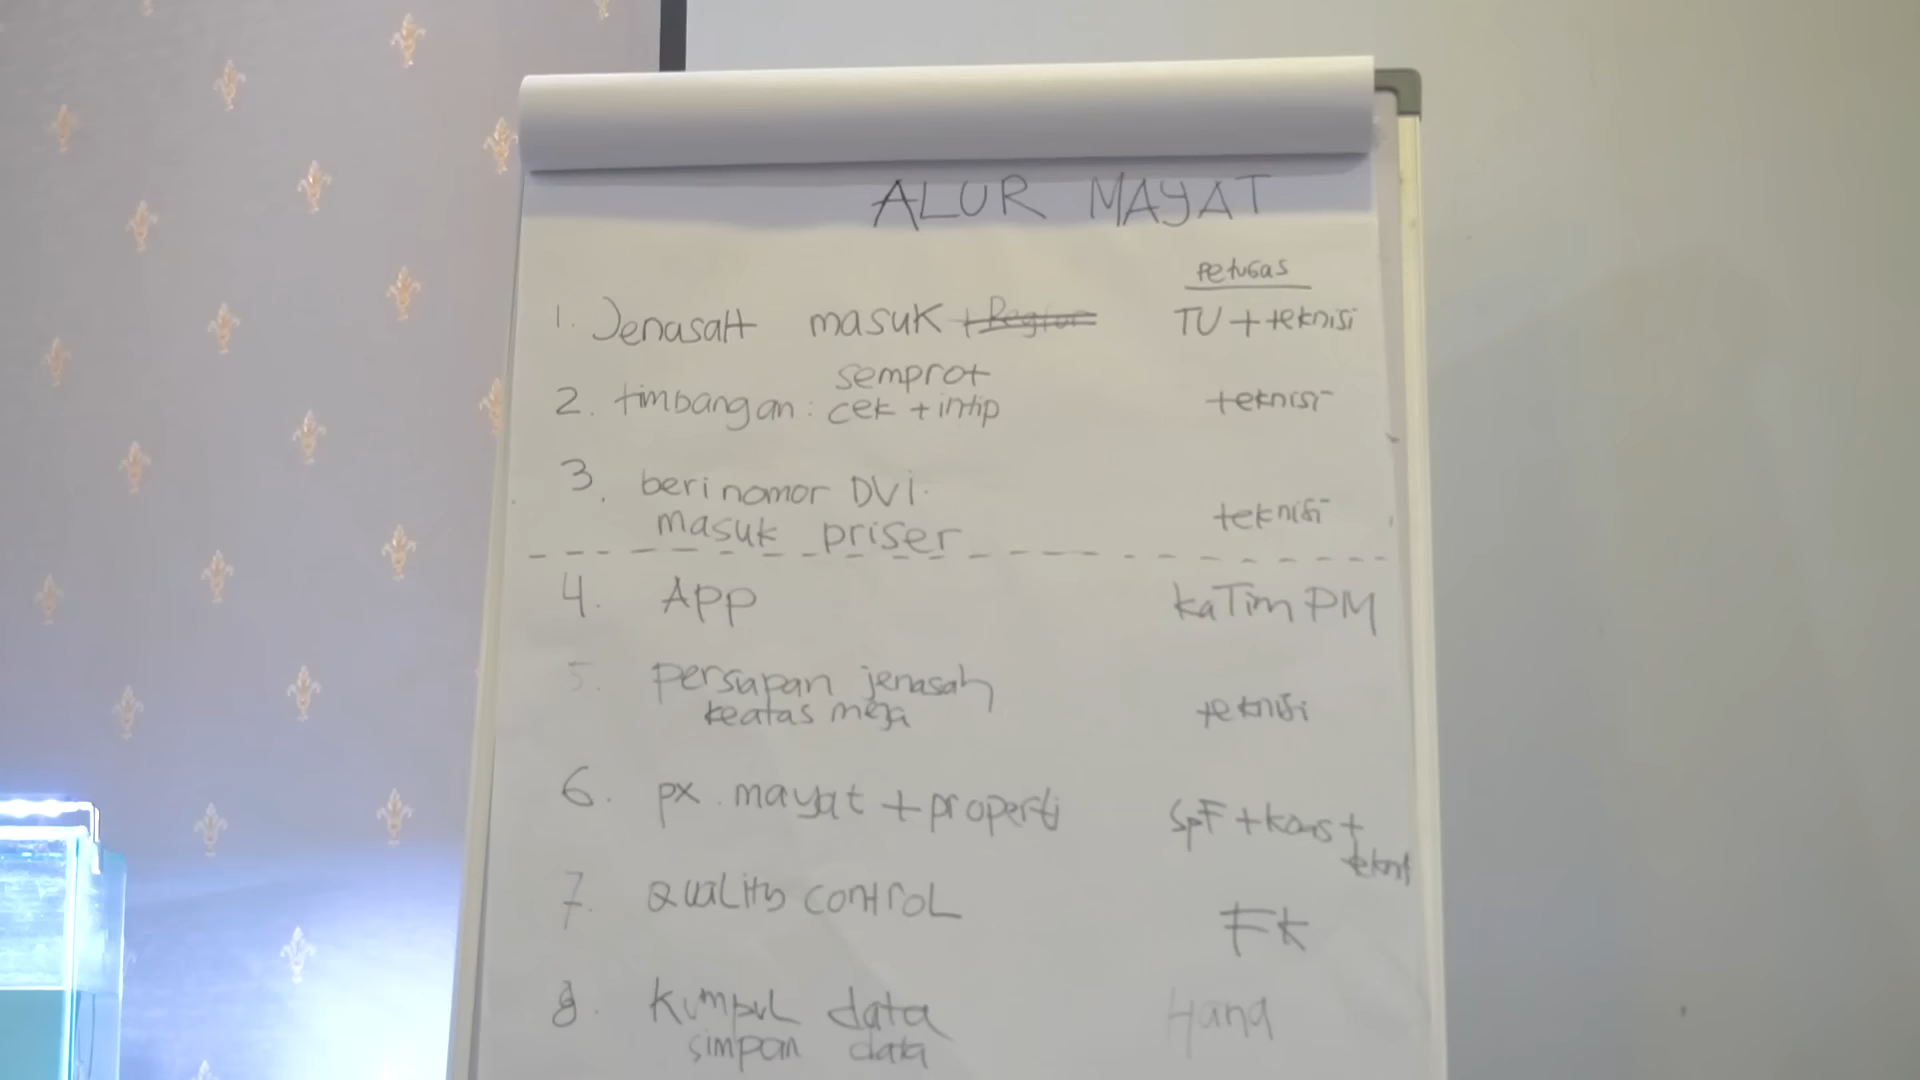 ALUR MAYAT
Petugas
1. Jenasah masuk TU + teknisi
semprot
2. timbangan : cek + intip teknisi
3. beri nomor DVI.
masuk priser teknisi
4. APP kaTim PM
5. persiapan jenasah
keatas meja teknisi
6. px. mayat + properti SpF + kons +
7. Quality control FK
8. Kumpul data Hana
simpan data